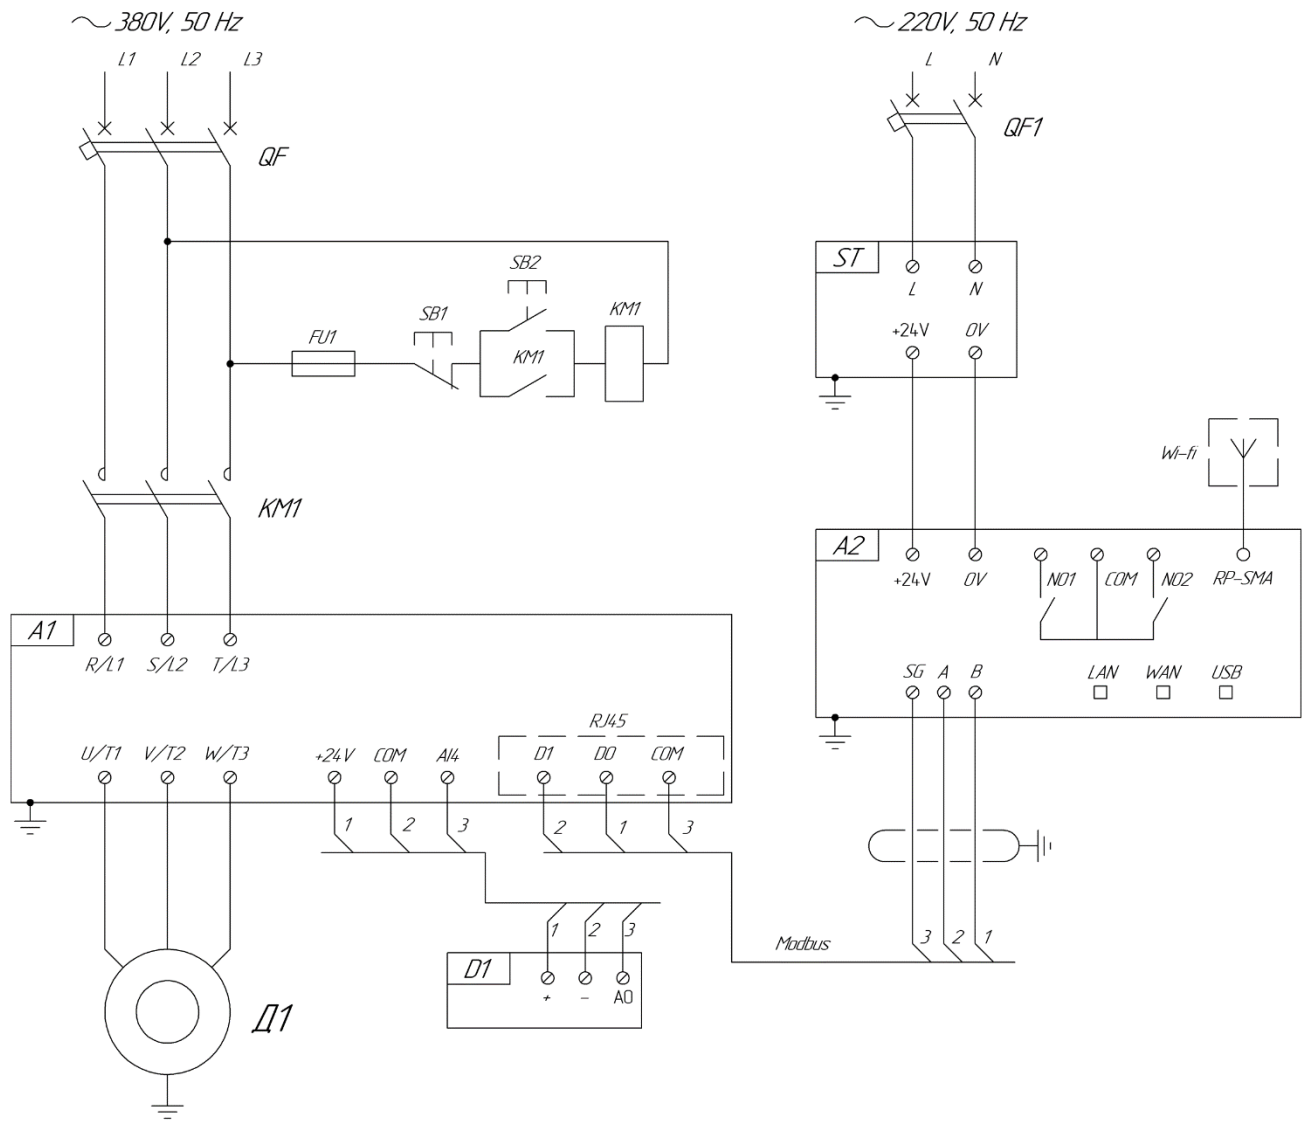 380V, 50 Hz
220V, 50 Hz
L1 L2 L3
L N
QF
QF1
ST
L N
+24V 0V
SB2
SB1
KM1
FU1
KM1
Wi-fi
KM1
A2
+24V 0V NO1 COM NO2 RP-SMA
A1
R/L1 S/L2 T/L3
SG A B
LAN WAN USB
RJ45
U/T1 V/T2 W/T3 +24V COM AI4 D1 D0 COM
1 2 3 2 1 3
1 2 3
Modbus
3 2 1
D1
+ − AO
Д1